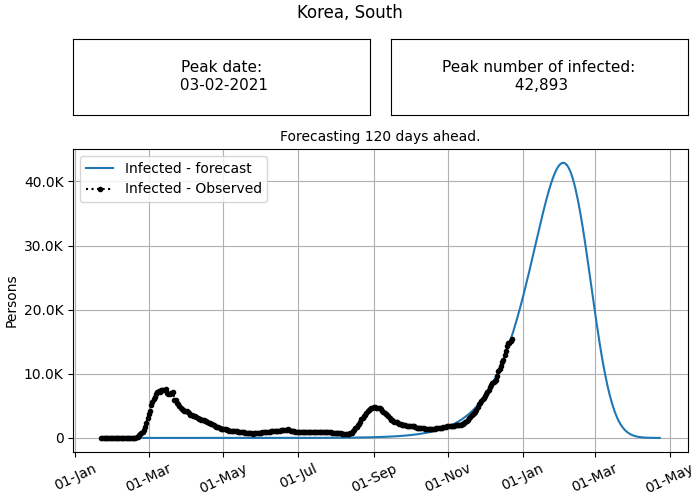 Korea, South
Peak date:
03-02-2021
Peak number of infected:
42,893
Forecasting 120 days ahead.
Infected - forecast
Infected - Observed
Persons
40.0K
30.0K
20.0K
10.0K
0
01-Jan
01-Mar
01-May
01-Jul
01-Sep
01-Nov
01-Jan
01-Mar
01-May